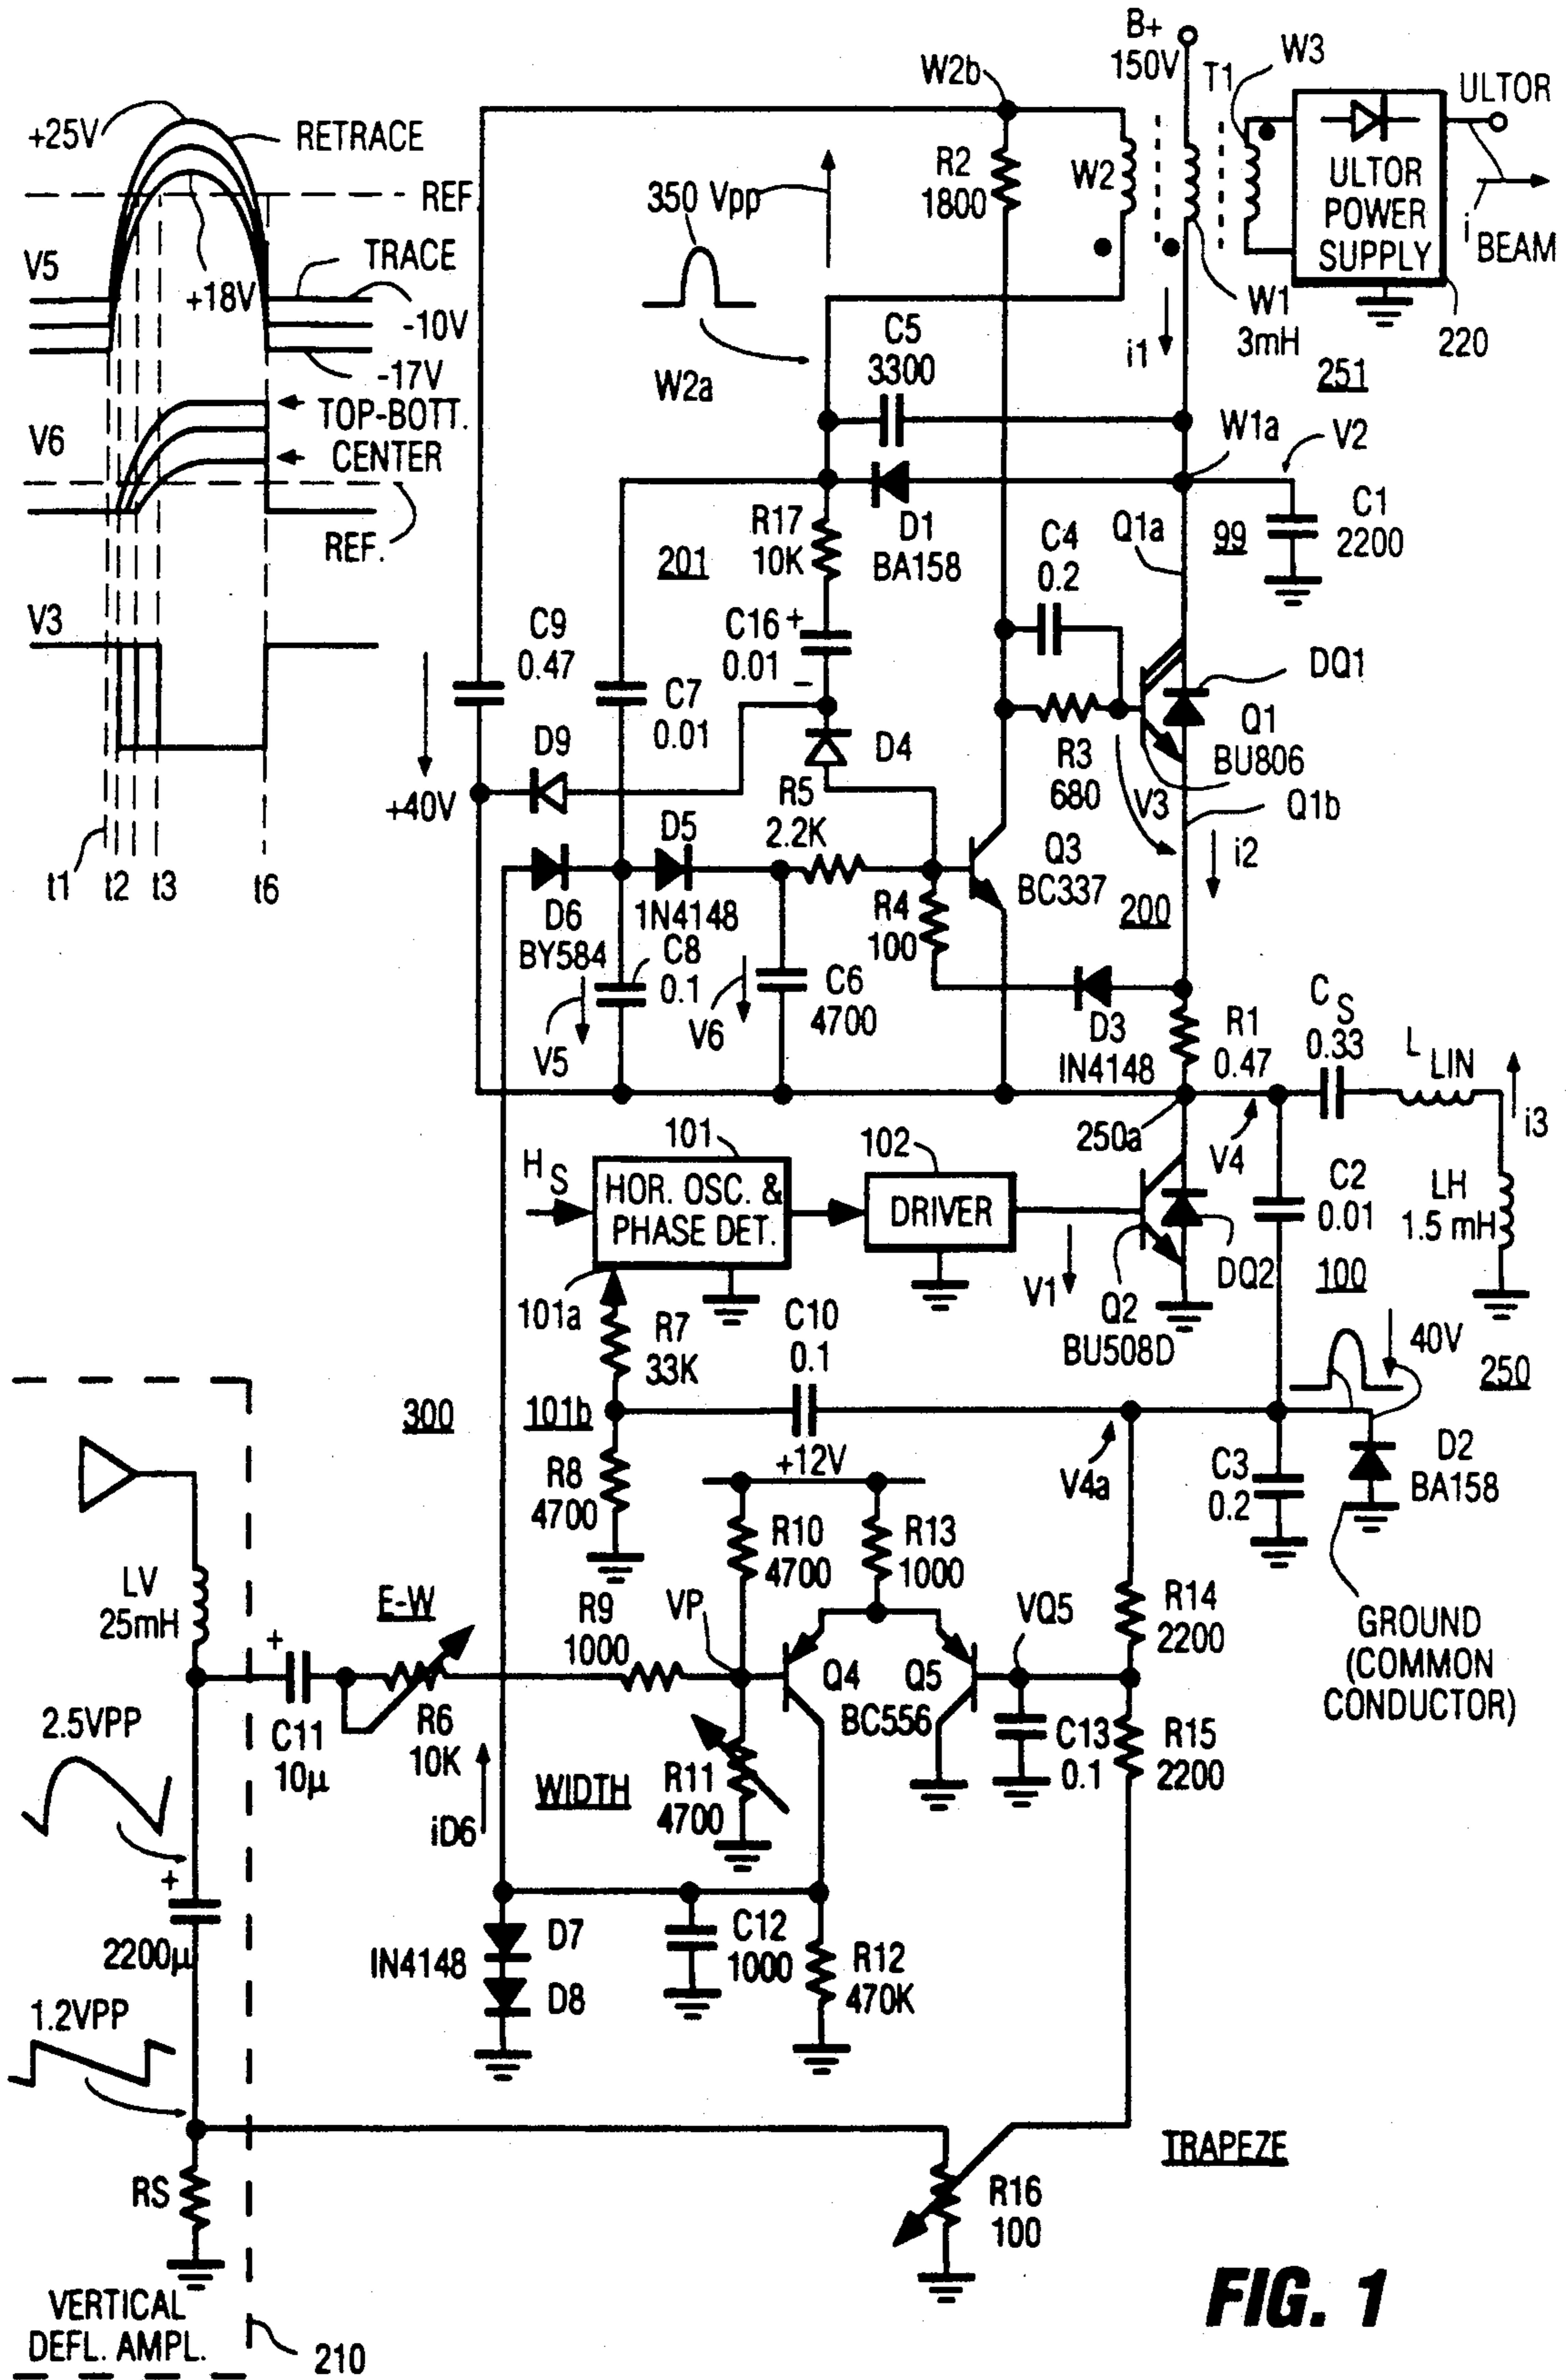 B+
150V
T1
W3
W2b
ULTOR
+25V
RETRACE
R2
1800
W2
ULTOR
POWER
SUPPLY
i BEAM
350 Vpp
REF.
V5
TRACE
+18V
-10V
-17V
W2a
C5
3300
i1
W1
3mH
251
220
V6
TOP-BOTT.
CENTER
REF.
W1a
V2
R17
10K
201
D1
BA158
C4
0.2
Q1a
99
C1
2200
V3
C9
0.47
C16 +
0.01
–
DQ1
C7
0.01
Q1
BU806
D9
D4
R3
680
V3
Q1b
+40V
R5
2.2K
D5
1N4148
Q3
BC337
i2
t1
t2
t3
t6
D6
BY584
R4
100
200
C8
0.1
C6
4700
V5
V6
D3
IN4148
R1
0.47
CS
0.33
LLIN
i3
250a
V4
HS
101
HOR. OSC. &
PHASE DET.
102
DRIVER
C2
0.01
LH
1.5 mH
101a
V1
Q2
BU508D
DQ2
100
R7
33K
C10
0.1
40V
250
300
101b
R8
4700
+12V
V4a
C3
0.2
D2
BA158
R10
4700
R13
1000
LV
25mH
E-W
R9
1000
VP
VQ5
R14
2200
GROUND
(COMMON
CONDUCTOR)
+
Q4
Q5
BC556
2.5VPP
C11
10μ
R6
10K
R11
4700
C13
0.1
R15
2200
WIDTH
iD6
+
2200μ
IN4148
D7
D8
C12
1000
R12
470K
1.2VPP
TRAPEZE
RS
R16
100
VERTICAL
DEFL. AMPL.
210
FIG. 1